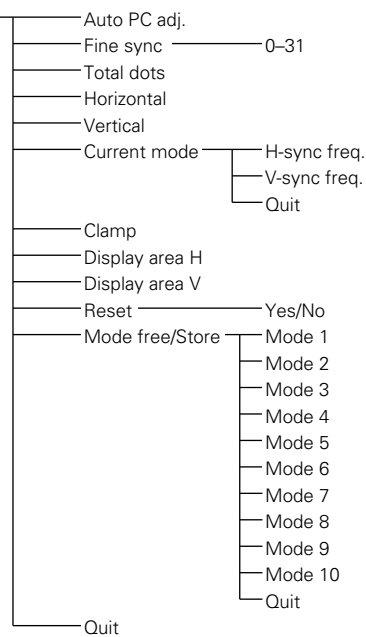 Auto PC adj.
Fine sync 0–31
Total dots
Horizontal
Vertical
Current mode H-sync freq.
V-sync freq.
Quit
Clamp
Display area H
Display area V
Reset Yes/No
Mode free/Store Mode 1
Mode 2
Mode 3
Mode 4
Mode 5
Mode 6
Mode 7
Mode 8
Mode 9
Mode 10
Quit
Quit